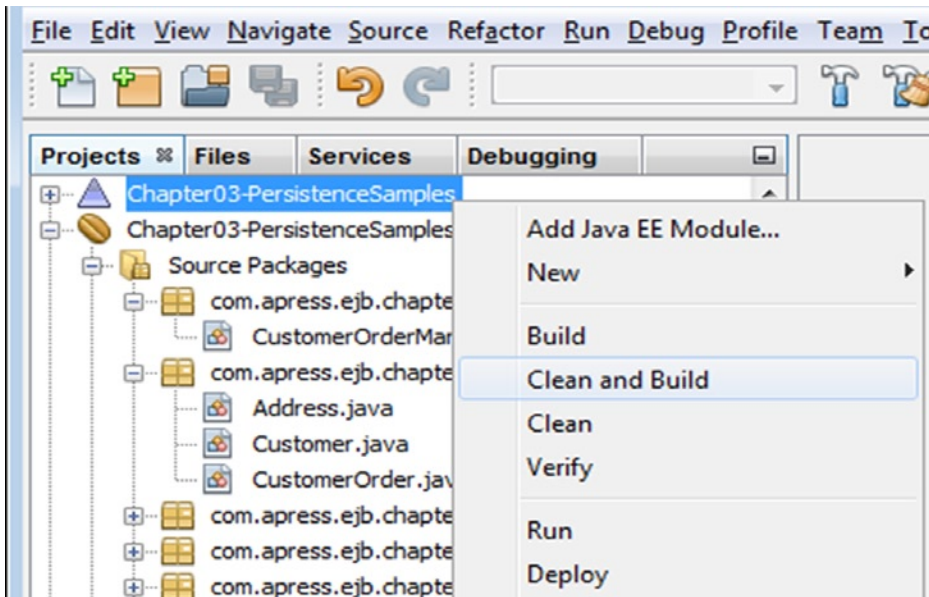 File Edit View Navigate Source Refactor Run Debug Profile Team To
Projects Files Services Debugging
Chapter03-PersistenceSamples
Chapter03-PersistenceSamples
Source Packages
com.apress.ejb.chapte
CustomerOrderMar
com.apress.ejb.chapte
Address.java
Customer.java
CustomerOrder.jav
com.apress.ejb.chapte
com.apress.ejb.chapte
com.apress.ejb.chapte
Add Java EE Module...
New
Build
Clean and Build
Clean
Verify
Run
Deploy